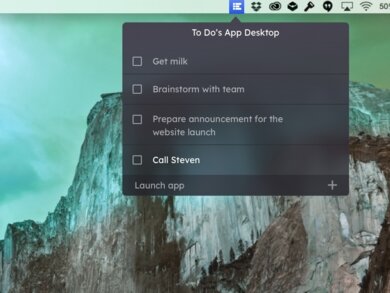 50%
To Do's App Desktop
Get milk
Brainstorm with team
Prepare announcement for the
website launch
Call Steven
Launch app